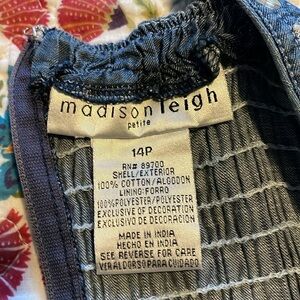 madison leigh
petite
14P
RN# 89700
SHELL/EXTERIOR
100% COTTON/ALGODON
LINING:FORRO
100%POLYESTER/POLYESTER
EXCLUSIVE OF DECORATION
EXCLUSIVO DE DECORACION
MADE IN INDIA
HECHO EN INDIA
SEE REVERSE FOR CARE
VER AL DORSO PARA CUIDADO